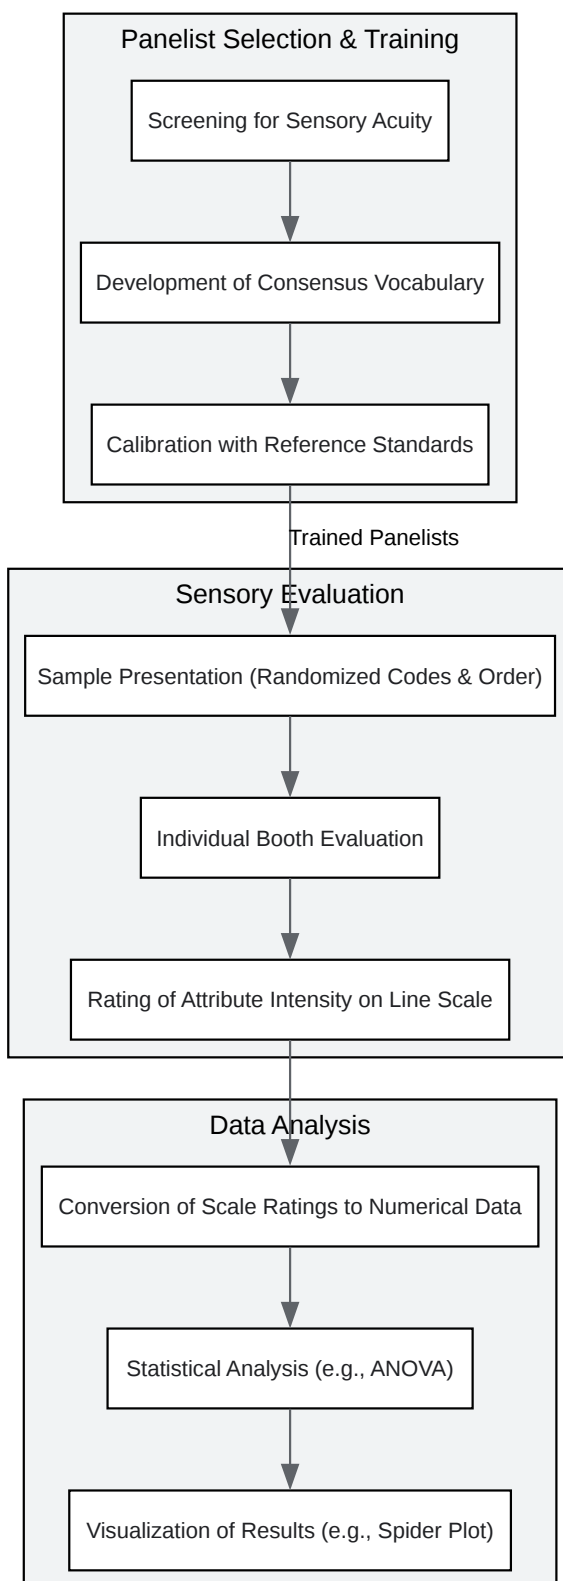 Panelist Selection & Training
Screening for Sensory Acuity
Development of Consensus Vocabulary
Calibration with Reference Standards
Trained Panelists
Sensory Evaluation
Sample Presentation (Randomized Codes & Order)
Individual Booth Evaluation
Rating of Attribute Intensity on Line Scale
Data Analysis
Conversion of Scale Ratings to Numerical Data
Statistical Analysis (e.g., ANOVA)
Visualization of Results (e.g., Spider Plot)